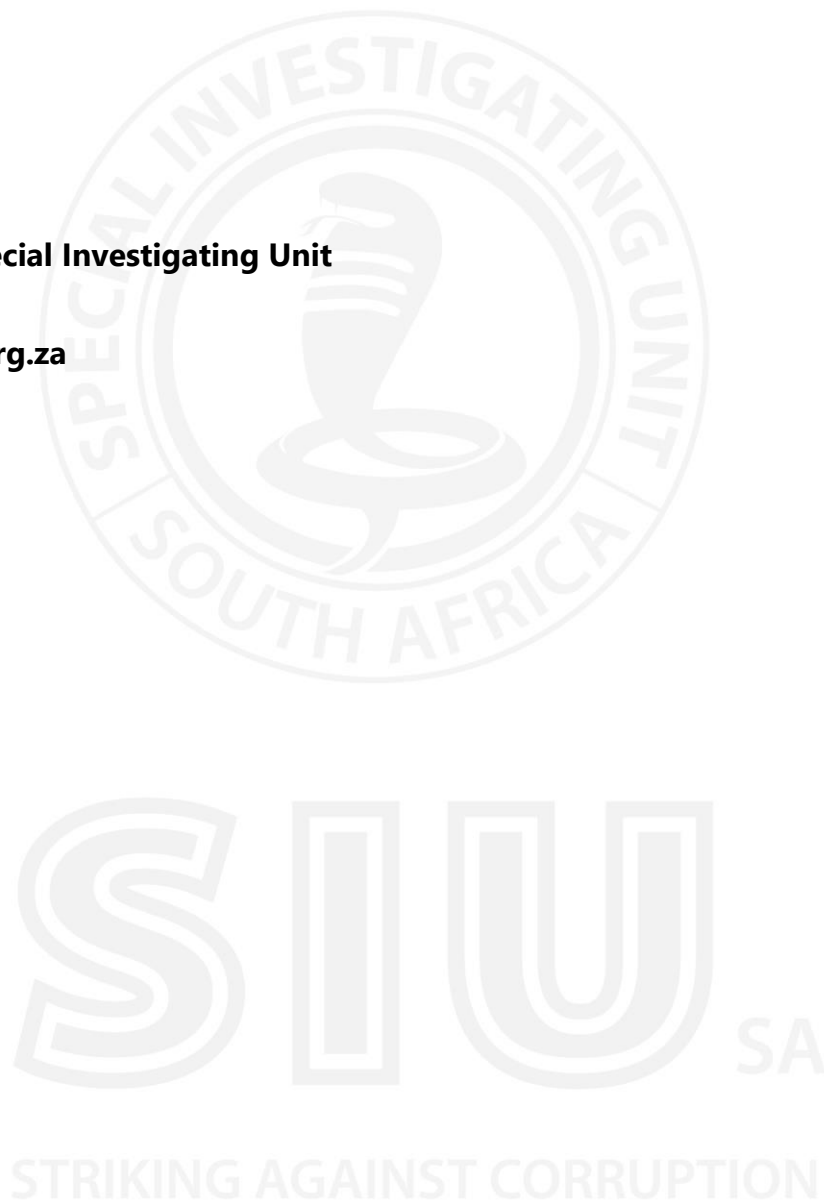 SPECIAL INVESTIGATING UNIT
ecial Investigating Unit
rg.za
SOUTH AFRICA
SIU SA
STRIKING AGAINST CORRUPTION